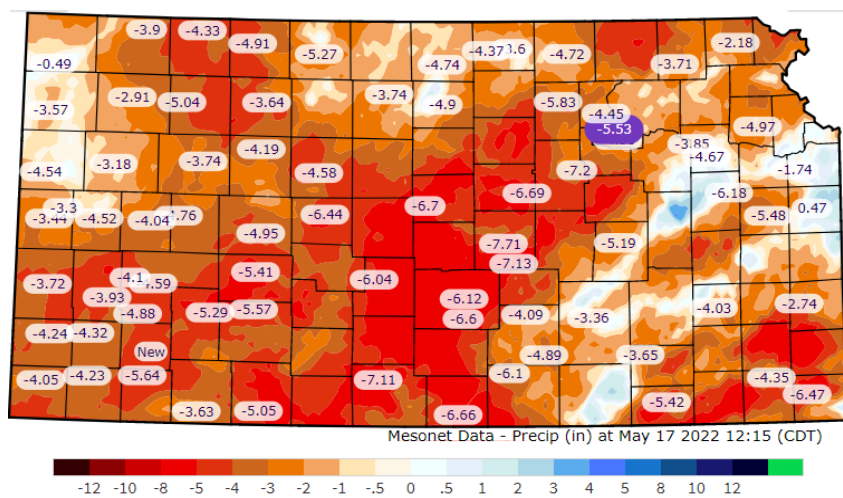 -3.9 -4.33 -4.91 -5.27 -4.74 -4.37 3.6 -4.72 -3.71 -2.18
-0.49
-3.57 -2.91 -5.04 -3.64 -3.74 -4.9 -5.83 -4.45 -5.53 -4.97
-4.54 -3.18 -3.74 -4.19 -4.58 -7.2 -3.85 -4.67 -1.74
-3.3 -3.44 -4.52 -4.04 .76 -4.95 -6.44 -6.7 -6.69 -6.18 -5.48 0.47
-7.71 -7.13 -5.19
-3.72 -4.1 .59 -5.41 -6.04
-3.93 -4.88 -5.29 -5.57 -6.12 -6.6 -4.09 -3.36 -4.03 -2.74
-4.24 -4.32
New -4.89 -3.65
-4.05 -4.23 -5.64 -7.11 -6.1 -4.35
-3.63 -5.05 -6.66 -5.42 -6.47
Mesonet Data - Precip (in) at May 17 2022 12:15 (CDT)
-12 -10 -8 -5 -4 -3 -2 -1 -.5 0 .5 1 2 3 4 5 8 10 12